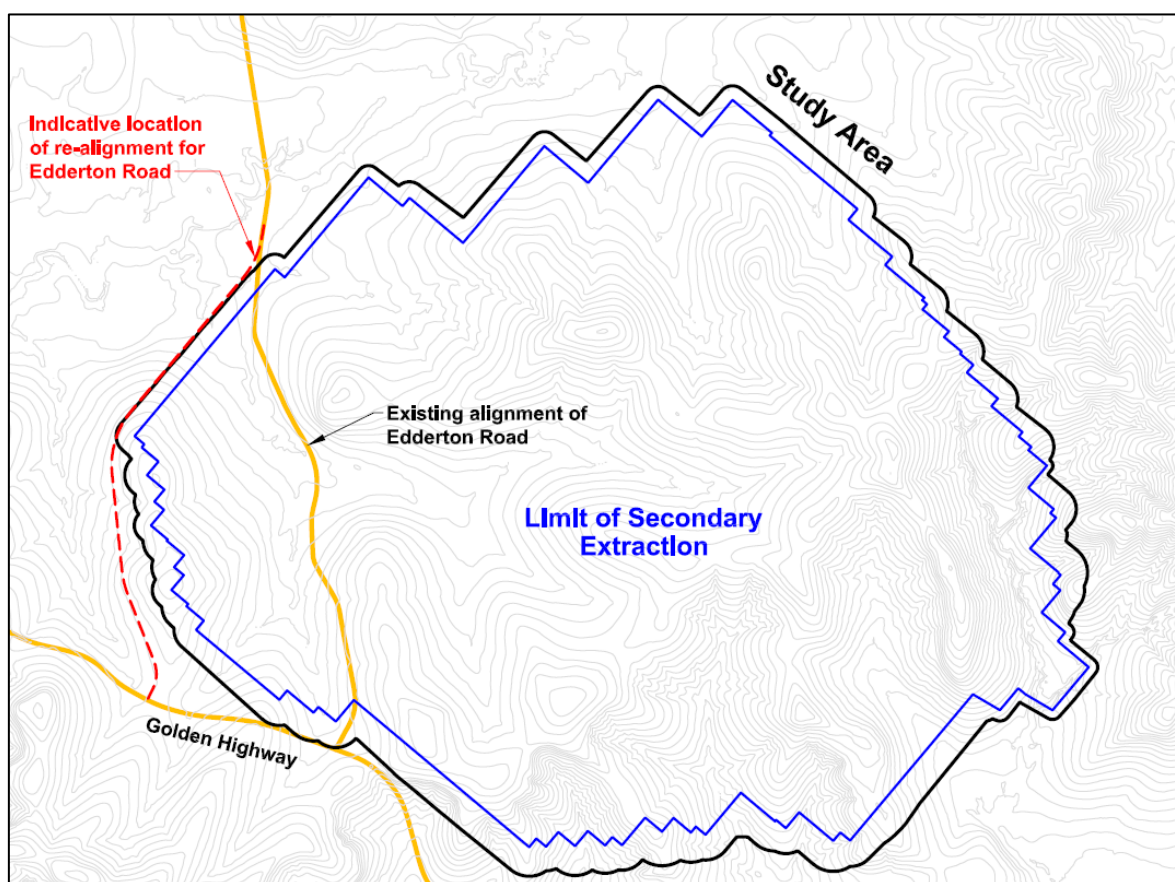 Study Area
Indicative location
of re-alignment for
Edderton Road
Existing alignment of
Edderton Road
Limit of Secondary
Extraction
Golden Highway